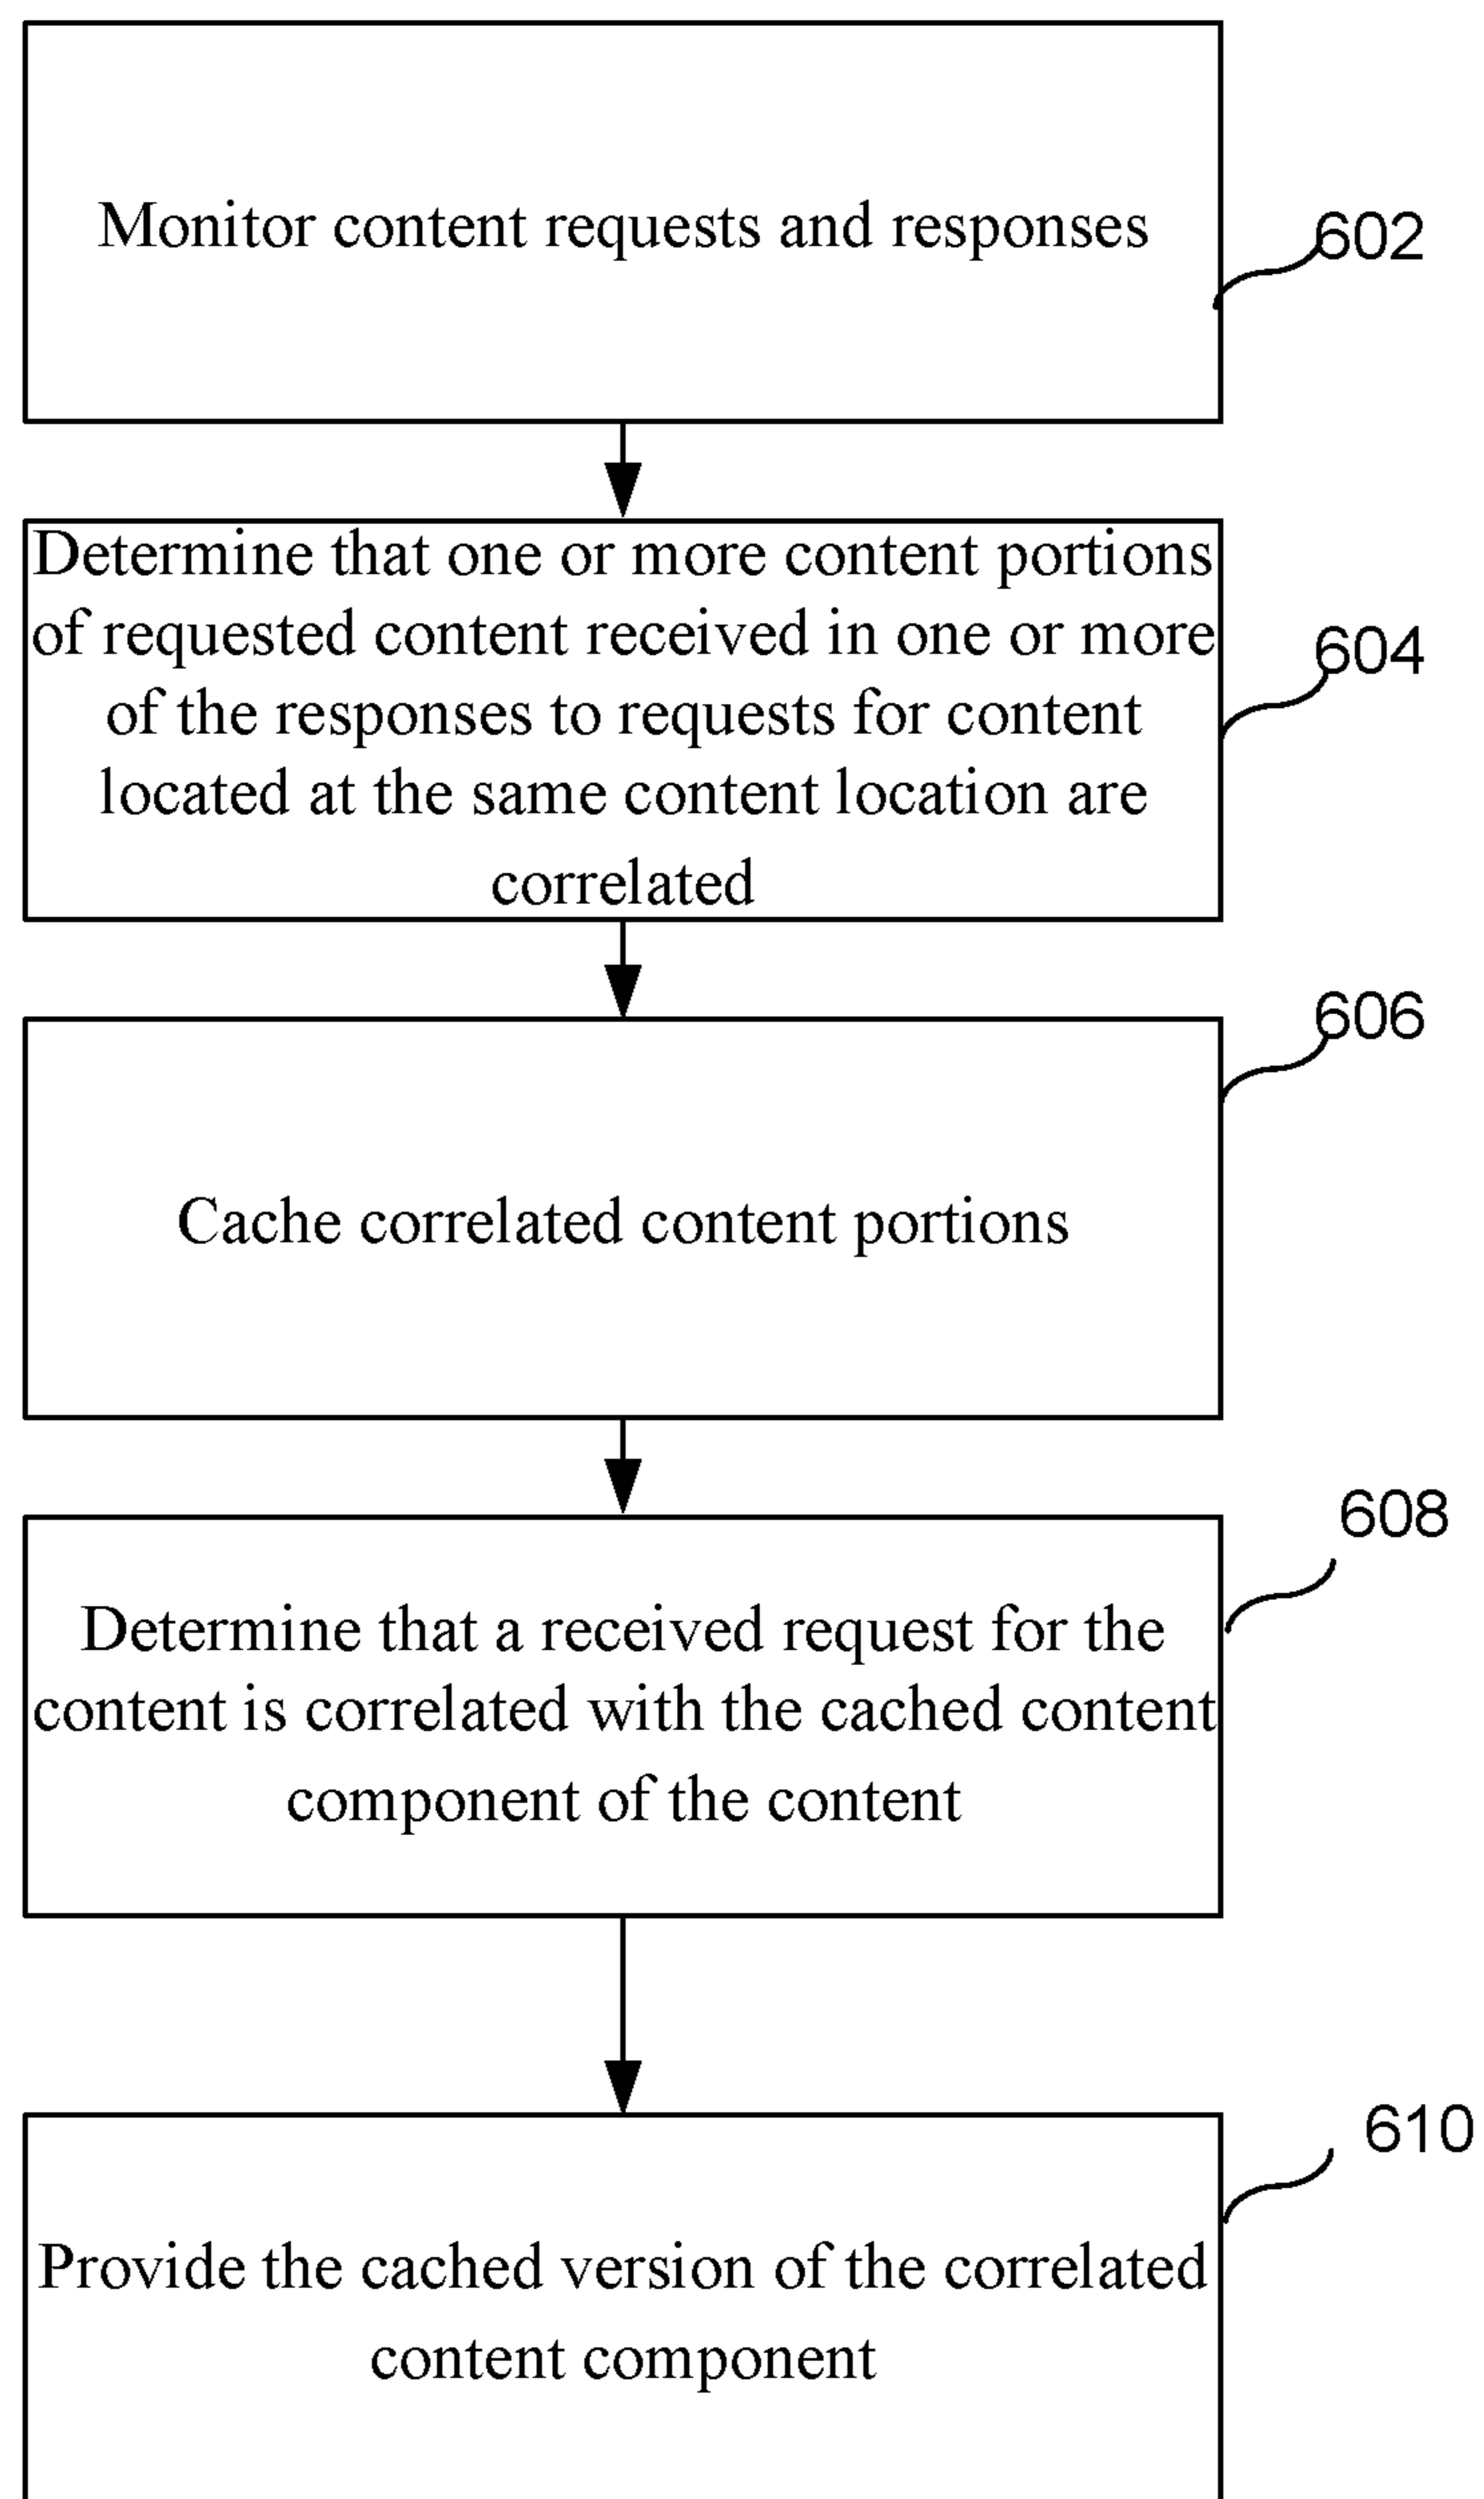 Monitor content requests and responses
602
Determine that one or more content portions
of requested content received in one or more
of the responses to requests for content
located at the same content location are
correlated
604
606
Cache correlated content portions
608
Determine that a received request for the
content is correlated with the cached content
component of the content
610
Provide the cached version of the correlated
content component